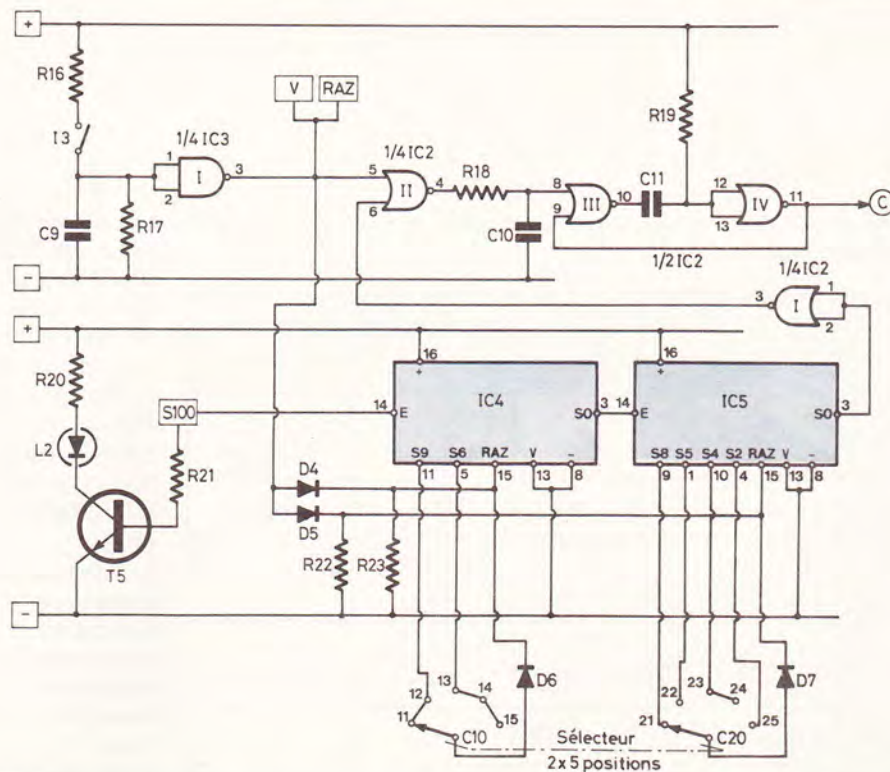 +
R16
I3
1/4 IC3
1
2
I
3
C9
R17
V
RAZ
1/4 IC2
5
6
II
4
R18
C10
8
9
III
10
C11
R19
12
13
IV
11
C
1/2 IC2
-
1/4 IC2
3
I
1
2
+
R20
L2
S100
R21
T5
-
16
+
14
E
IC4
SO
3
S9
S6
RAZ
V
-
11
5
15
13
8
16
+
14
E
IC5
SO
3
S8
S5
S4
S2
RAZ
V
-
9
1
10
4
15
13
8
D4
D5
R22
R23
12
11
13
14
15
C10
D6
22
21
23
24
25
C20
D7
Sélecteur
2 x 5 positions